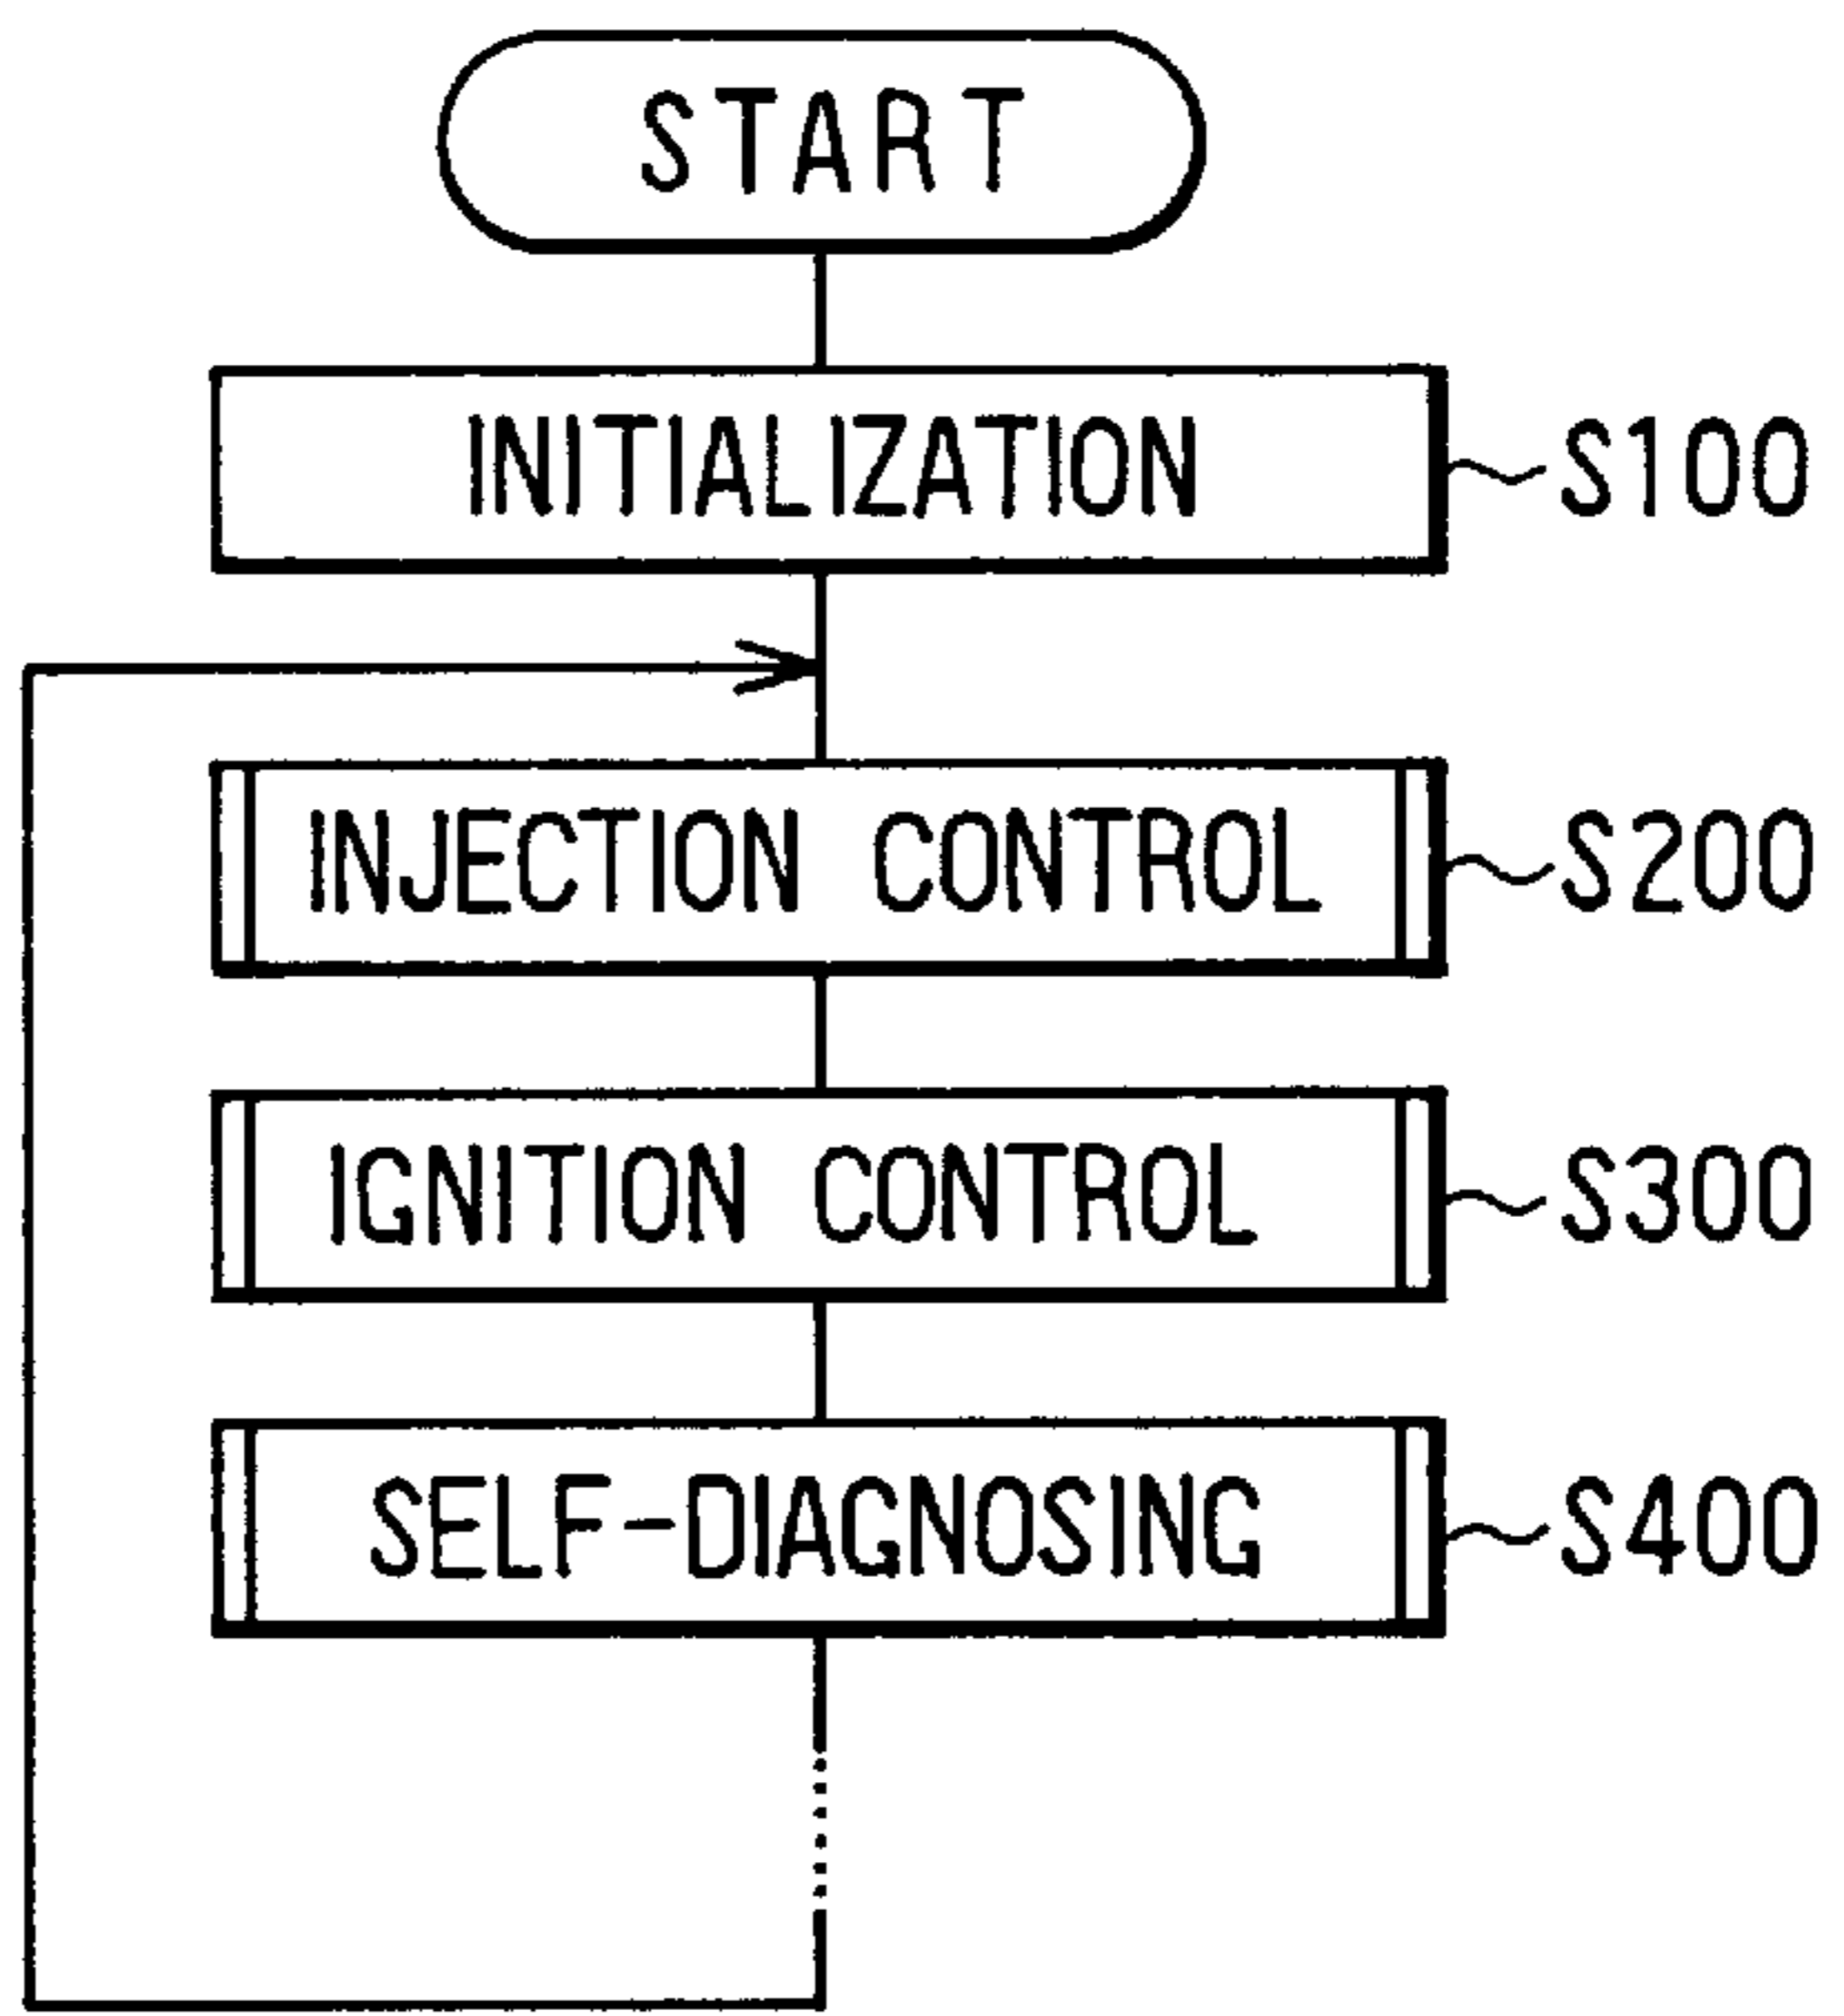 START
INITIALIZATION S100
INJECTION CONTROL S200
IGNITION CONTROL S300
SELF-DIAGNOSING S400